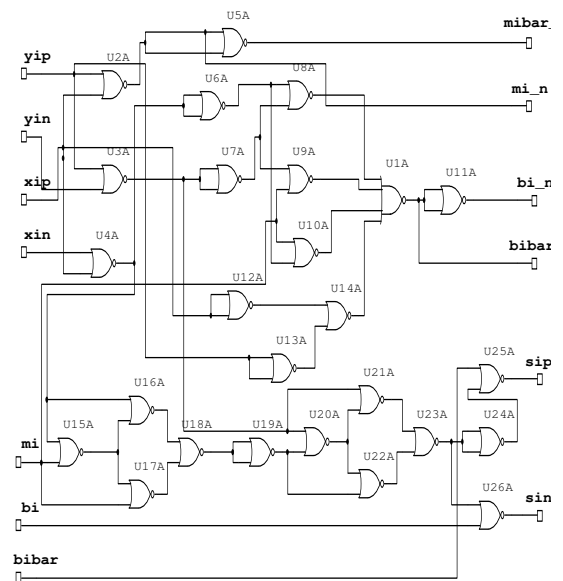 U5A
mibar_
yip
U2A
U6A
U8A
mi_n
yin
U3A
U7A
U9A
U1A
U11A
xip
bi_n
xin
U4A
U10A
bibar
U12A
U14A
U13A
U25A
sip
U16A
U21A
mi
U15A
U18A
U19A
U20A
U23A
U24A
U17A
U22A
bi
U26A
sin
bibar